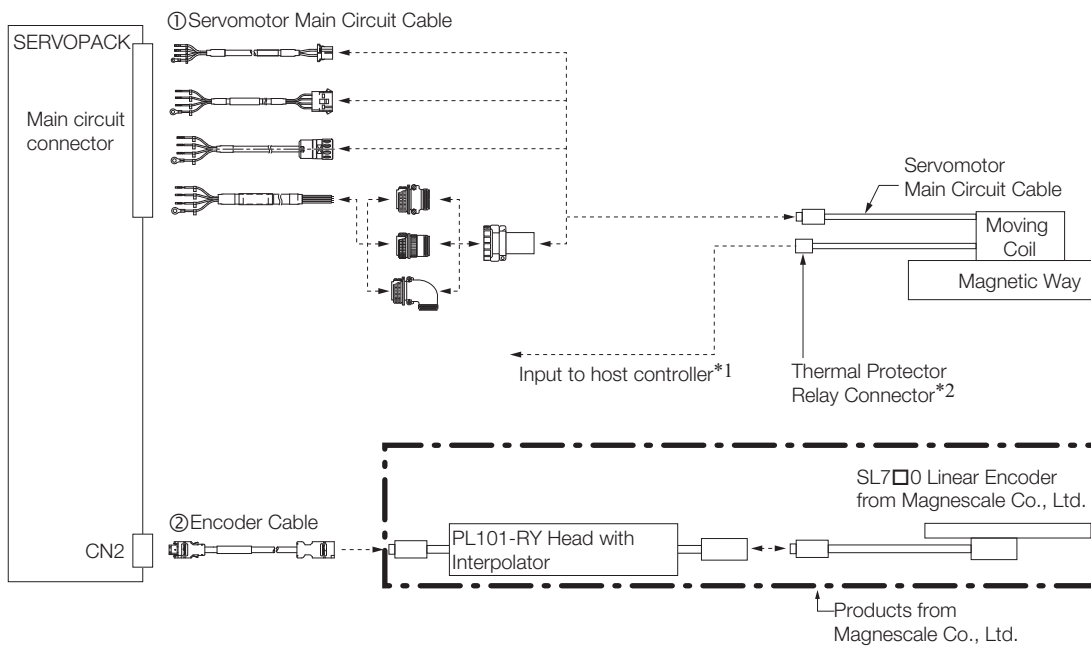 ①Servomotor Main Circuit Cable
SERVOPACK
Main circuit
connector
Servomotor
Main Circuit Cable
Moving
Coil
Magnetic Way
Input to host controller*1
Thermal Protector
Relay Connector*2
SL7□0 Linear Encoder
from Magnescale Co., Ltd.
②Encoder Cable
CN2
PL101-RY Head with
Interpolator
Products from
Magnescale Co., Ltd.